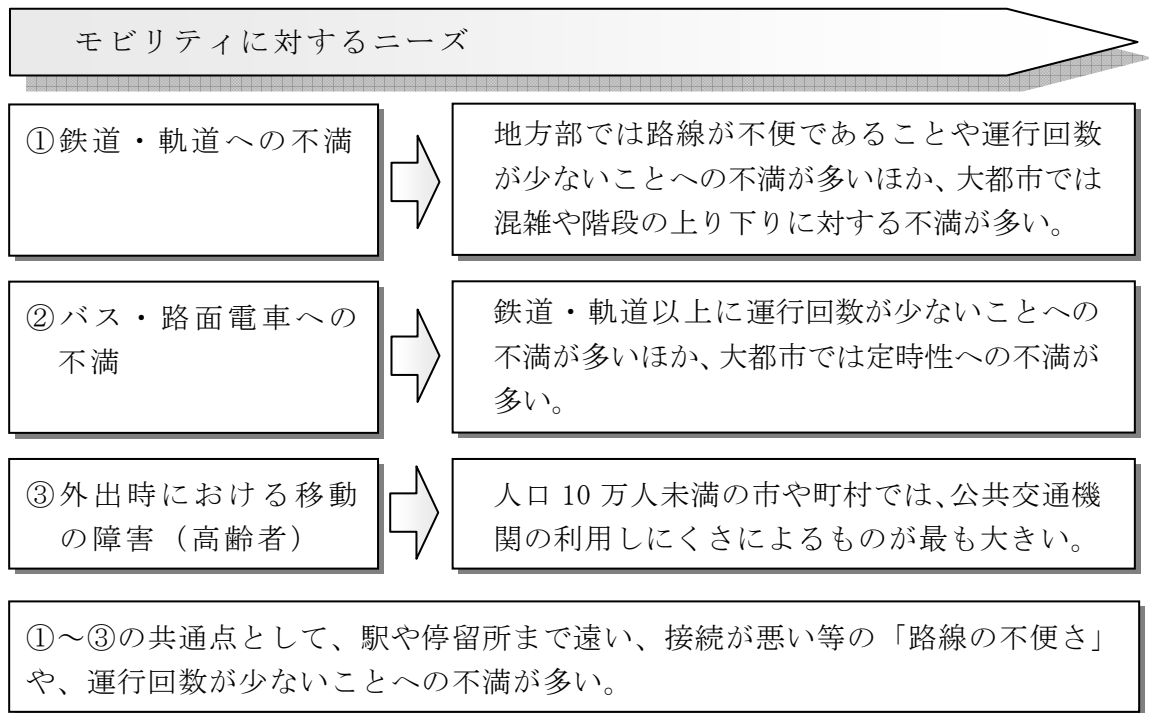 モビリティに対するニーズ
①鉄道・軌道への不満
地方部では路線が不便であることや運行回数
が少ないことへの不満が多いほか、大都市では
混雑や階段の上り下りに対する不満が多い。
②バス・路面電車への
不満
鉄道・軌道以上に運行回数が少ないことへの
不満が多いほか、大都市では定時性への不満が
多い。
③外出時における移動
の障害（高齢者）
人口 10 万人未満の市や町村では、公共交通機
関の利用しにくさによるものが最も大きい。
①～③の共通点として、駅や停留所まで遠い、接続が悪い等の「路線の不便さ」
や、運行回数が少ないことへの不満が多い。